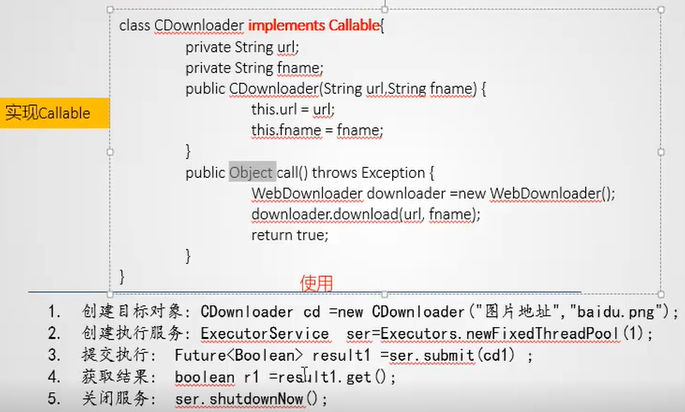 class CDownloader implements Callable{
private String url;
private String fname;
public CDownloader(String url,String fname) {
this.url = url;
this.fname = fname;
}
实现Callable
public Object call() throws Exception {
WebDownloader downloader =new WebDownloader();
downloader.download(url, fname);
return true;
}
}
使用
1. 创建目标对象: CDownloader cd =new CDownloader("图片地址","baidu.png");
2. 创建执行服务: ExecutorService ser=Executors.newFixedThreadPool(1);
3. 提交执行: Future<Boolean> result1 =ser.submit(cd1) ;
4. 获取结果: boolean r1 =result1.get();
5. 关闭服务: ser.shutdownNow();